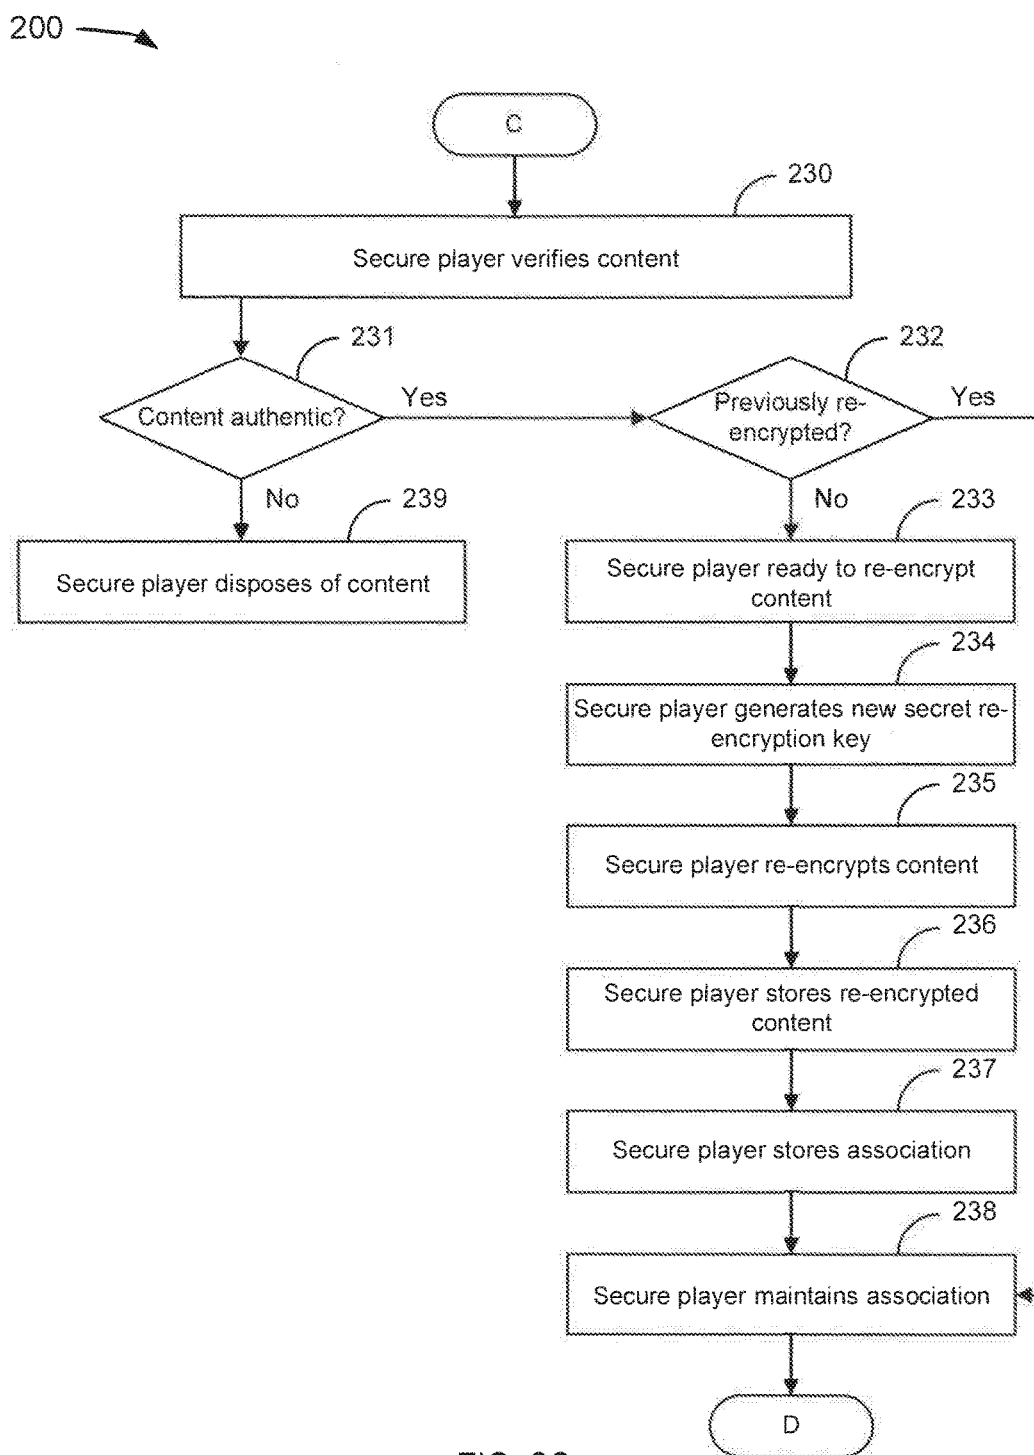 200
C
230
Secure player verifies content
231
232
Content authentic?
Yes
Previously re-
encrypted?
Yes
No
239
No
233
Secure player disposes of content
Secure player ready to re-encrypt
content
234
Secure player generates new secret re-
encryption key
235
Secure player re-encrypts content
236
Secure player stores re-encrypted
content
237
Secure player stores association
238
Secure player maintains association
D